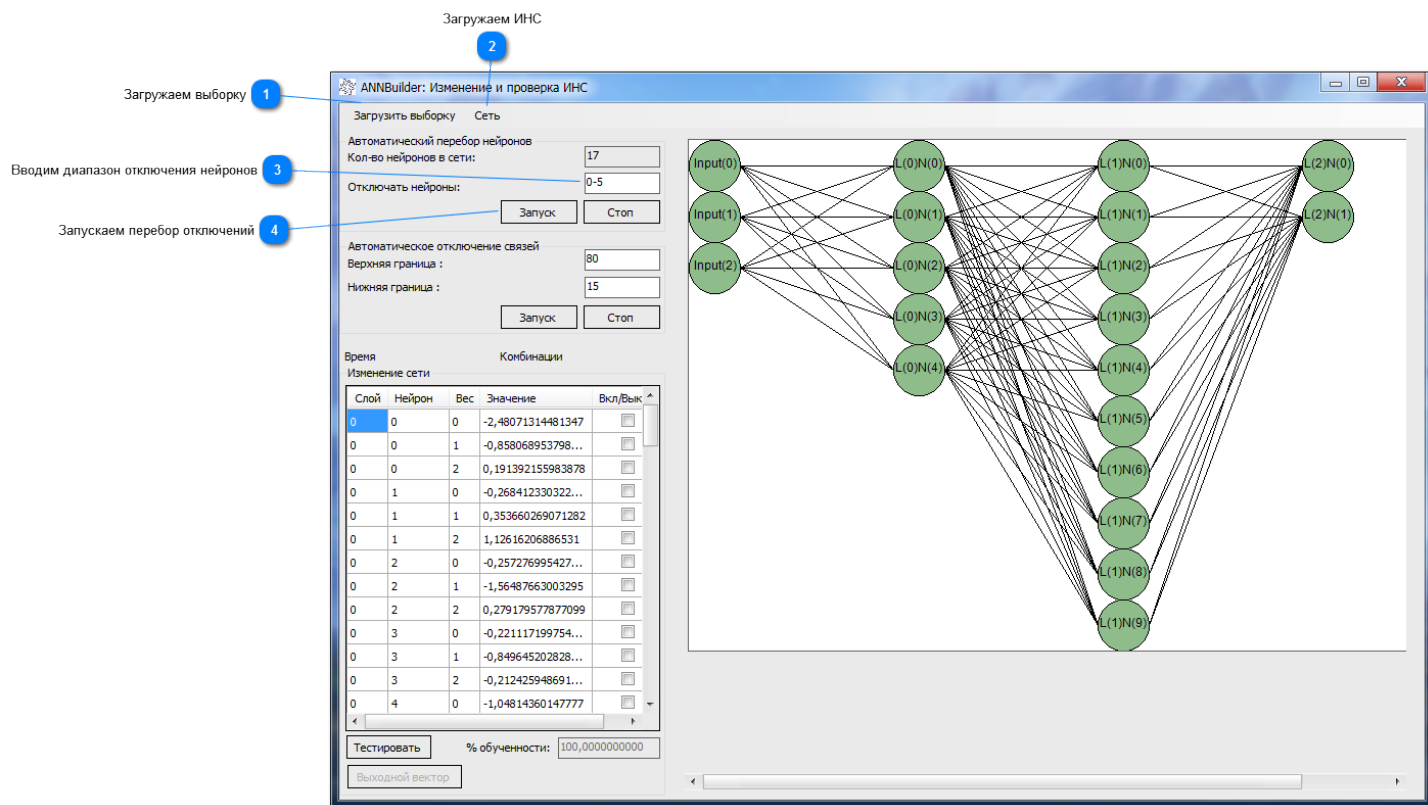 Загружаем ИНС
2
Загружаем выборку 1
Вводим диапазон отключения нейронов 3
Запускаем перебор отключений 4
ANNBuilder: Изменение и проверка ИНС
Загрузить выборку Сеть
Автоматический перебор нейронов
Кол-во нейронов в сети: 17
Отключать нейроны: 0-5
Запуск Стоп
Автоматическое отключение связей
Верхняя граница : 80
Нижняя граница : 15
Запуск Стоп
Время Комбинации
Изменение сети
Слой Нейрон Вес Значение Вкл/Вык
0 0 0 -2,48071314481347
0 0 1 -0,858068953798...
0 0 2 0,191392155983878
0 1 0 -0,268412330322...
0 1 1 0,353660269071282
0 1 2 1,12616206886531
0 2 0 -0,257276995427...
0 2 1 -1,56487663003295
0 2 2 0,279179577877099
0 3 0 -0,221117199754...
0 3 1 -0,849645202828...
0 3 2 -0,212425948691...
0 4 0 -1,04814360147777
Тестировать % обученности: 100,0000000000
Выходной вектор
Input(0) L(0)N(0) L(1)N(0) L(2)N(0)
Input(1) L(0)N(1) L(1)N(1) L(2)N(1)
Input(2) L(0)N(2) L(1)N(2)
L(0)N(3) L(1)N(3)
L(0)N(4) L(1)N(4)
L(1)N(5)
L(1)N(6)
L(1)N(7)
L(1)N(8)
L(1)N(9)